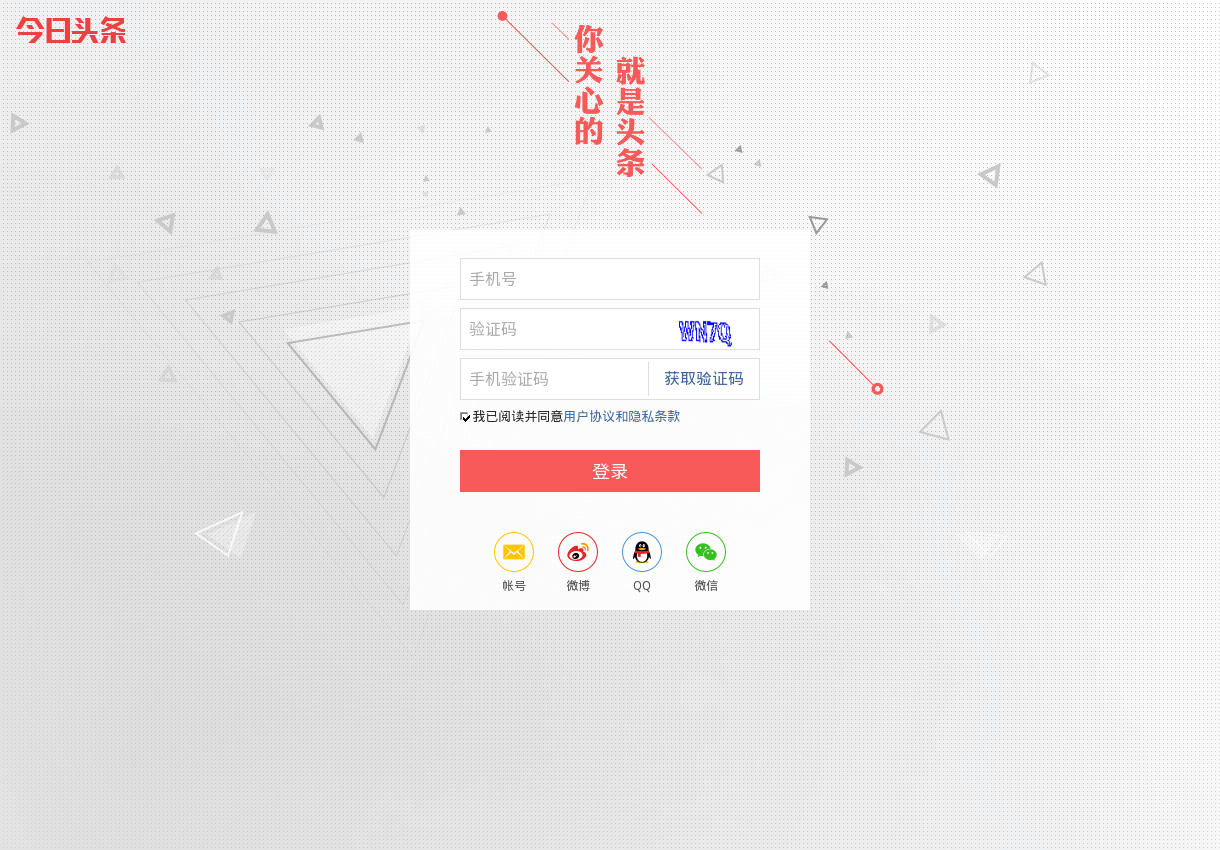 今日头条
你关心的
就是头条
手机号
验证码
WN7Q
手机验证码
获取验证码
我已阅读并同意用户协议和隐私条款
登录
帐号
微博
QQ
微信